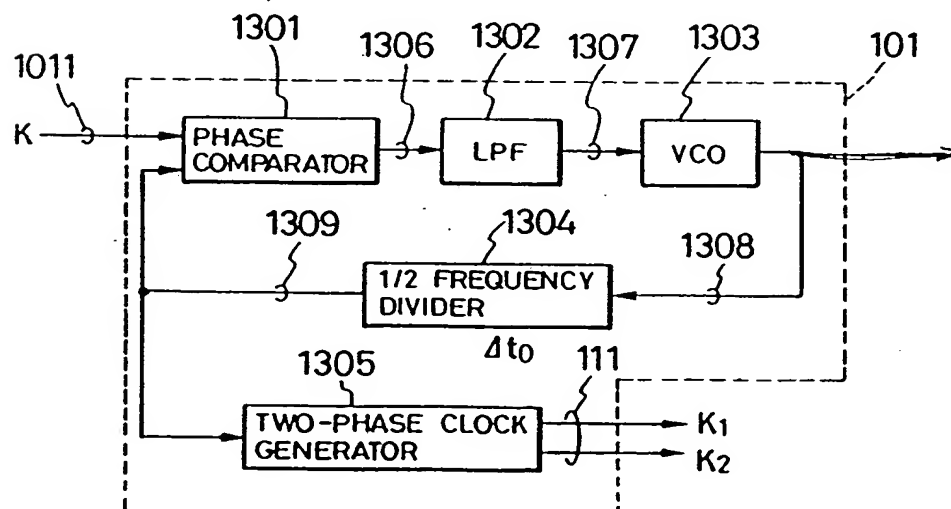 1301
1306
1302
1307
1303
101
1011
K
PHASE
COMPARATOR
LPF
VCO
1309
1304
1308
1/2 FREQUENCY
DIVIDER
Δt0
1305
111
TWO-PHASE CLOCK
GENERATOR
K1
K2